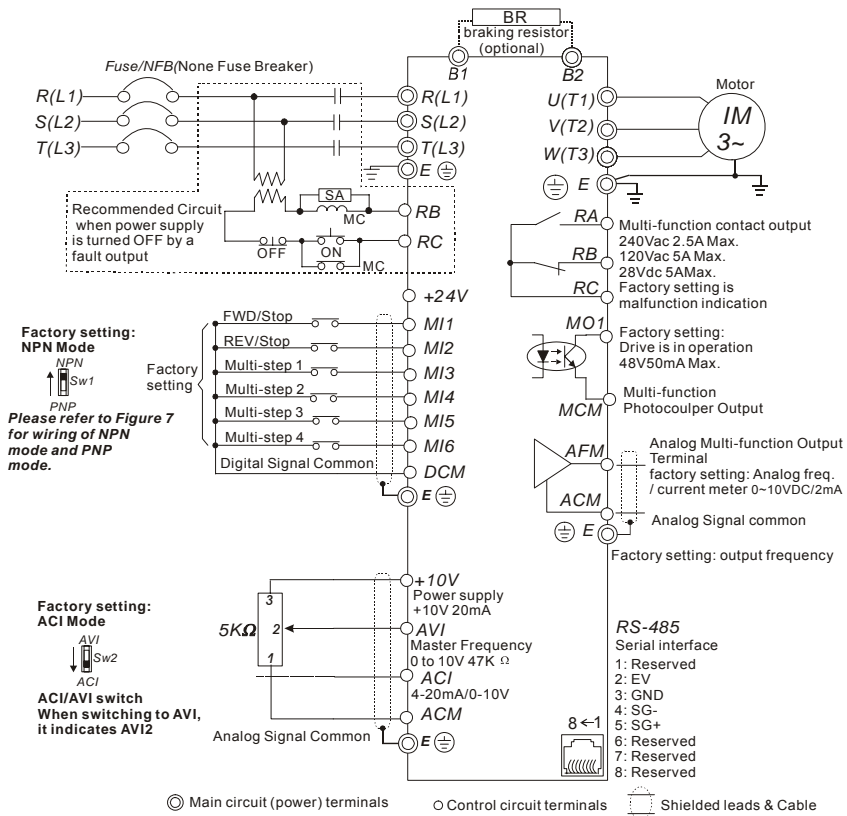 BR
braking resistor
(optional)
B1
B2
Fuse/NFB(None Fuse Breaker)
R(L1)
S(L2)
T(L3)
R(L1)
S(L2)
T(L3)
E
SA
MC
RB
RC
OFF
ON
MC
Recommended Circuit
when power supply
is turned OFF by a
fault output
Motor
IM
3~
U(T1)
V(T2)
W(T3)
E
RA
RB
RC
Multi-function contact output
240Vac 2.5A Max.
120Vac 5A Max.
28Vdc 5AMax.
Factory setting is
malfunction indication
MO1
Factory setting:
Drive is in operation
48V50mA Max.
Multi-function
Photocoulper Output
MCM
AFM
Analog Multi-function Output
Terminal
factory setting: Analog freq.
/ current meter 0~10VDC/2mA
ACM
Analog Signal common
E
Factory setting: output frequency
+24V
Factory setting:
NPN Mode
NPN
Sw1
PNP
Please refer to Figure 7
for wiring of NPN
mode and PNP
mode.
Factory
setting
FWD/Stop
MI1
REV/Stop
MI2
Multi-step 1
MI3
Multi-step 2
MI4
Multi-step 3
MI5
Multi-step 4
MI6
Digital Signal Common
DCM
E
Factory setting:
ACI Mode
AVI
Sw2
ACI
ACI/AVI switch
When switching to AVI,
it indicates AVI2
5KΩ
3
2
1
+10V
Power supply
+10V 20mA
AVI
Master Frequency
0 to 10V 47K Ω
ACI
4-20mA/0-10V
ACM
Analog Signal Common
E
RS-485
Serial interface
1: Reserved
2: EV
3: GND
4: SG-
5: SG+
6: Reserved
7: Reserved
8: Reserved
8←1
Main circuit (power) terminals
Control circuit terminals
Shielded leads & Cable